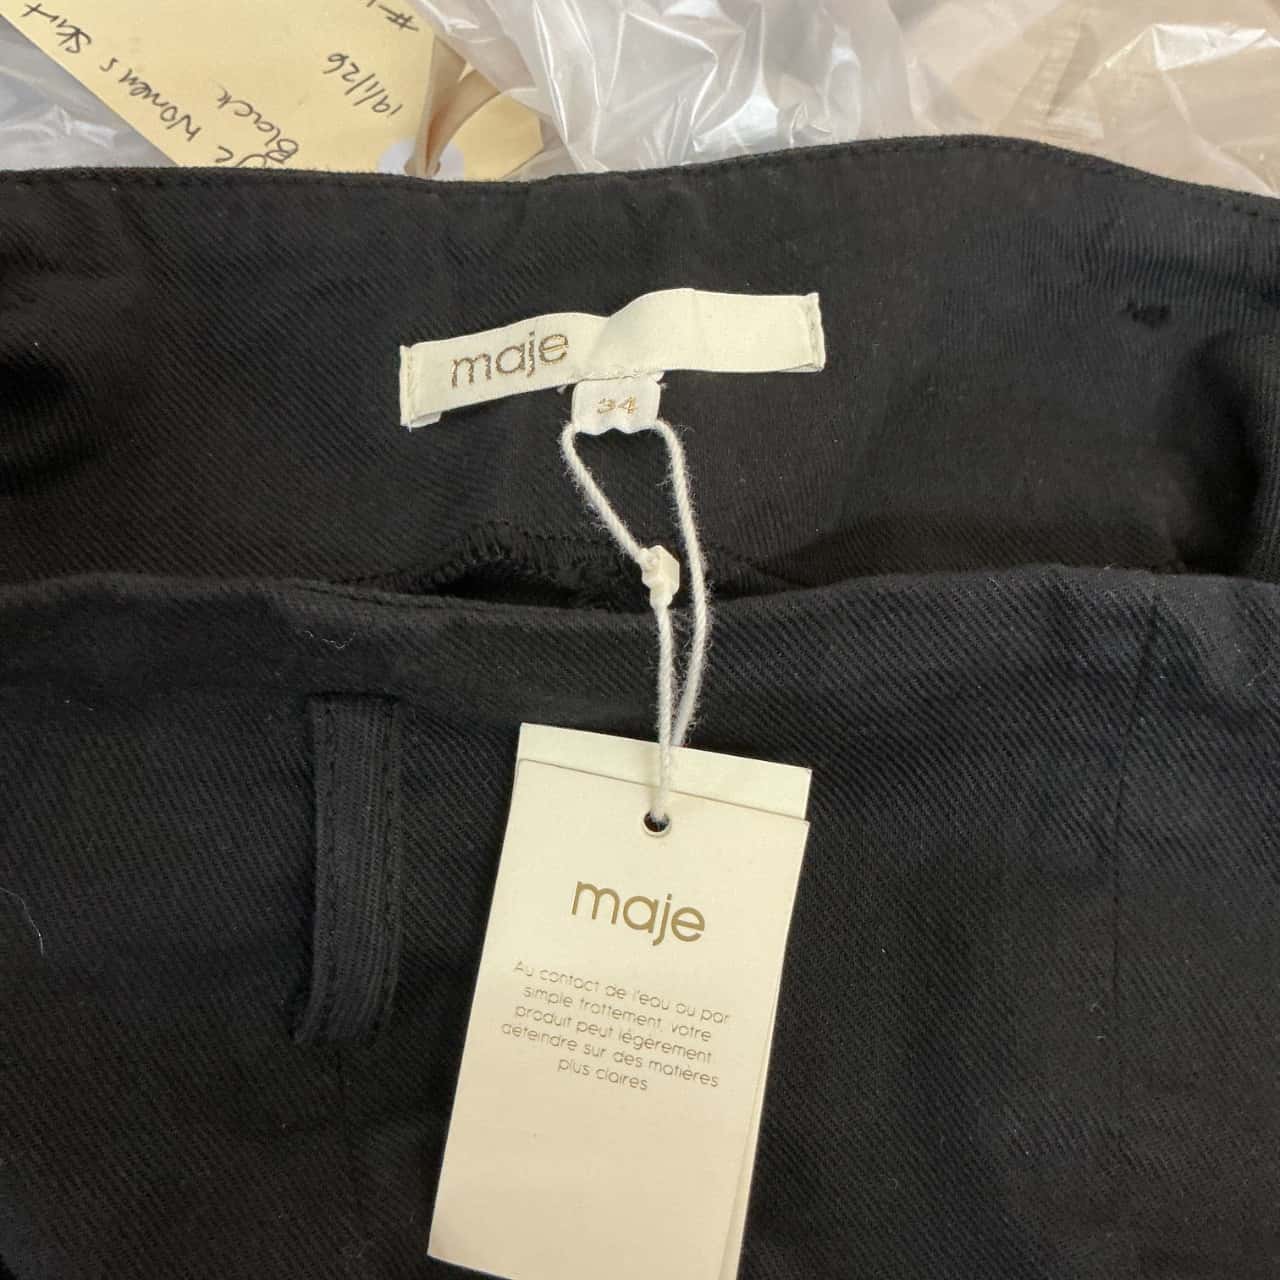 Womens Skirt
Black
19/1/26
maje
34
maje
Au contact de l'eau ou par
simple frottement, votre
produit peut légèrement
déteindre sur des matières
plus claires